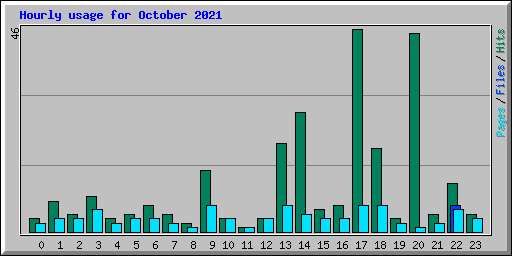 Hourly usage for October 2021
46
Pages / Files / Hits
0 1 2 3 4 5 6 7 8 9 10 11 12 13 14 15 16 17 18 19 20 21 22 23